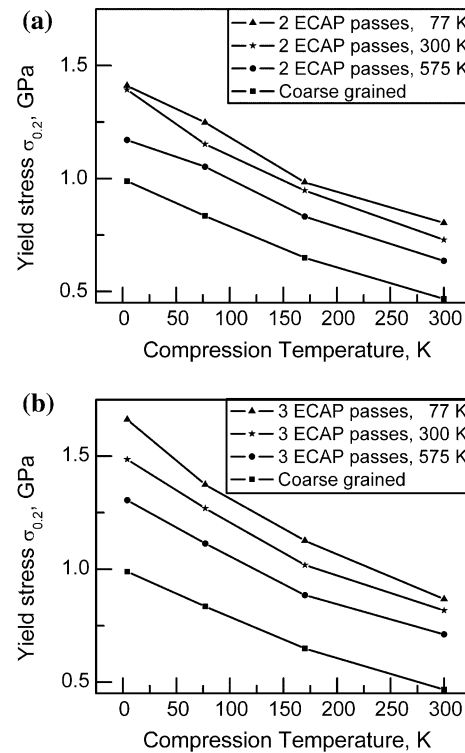 (a)
2 ECAP passes, 77 K
2 ECAP passes, 300 K
2 ECAP passes, 575 K
Coarse grained
Yield stress σ0.2, GPa
1.5
1.0
0.5
0 50 100 150 200 250 300
Compression Temperature, K
(b)
3 ECAP passes, 77 K
3 ECAP passes, 300 K
3 ECAP passes, 575 K
Coarse grained
Yield stress σ0.2, GPa
1.5
1.0
0.5
0 50 100 150 200 250 300
Compression Temperature, K